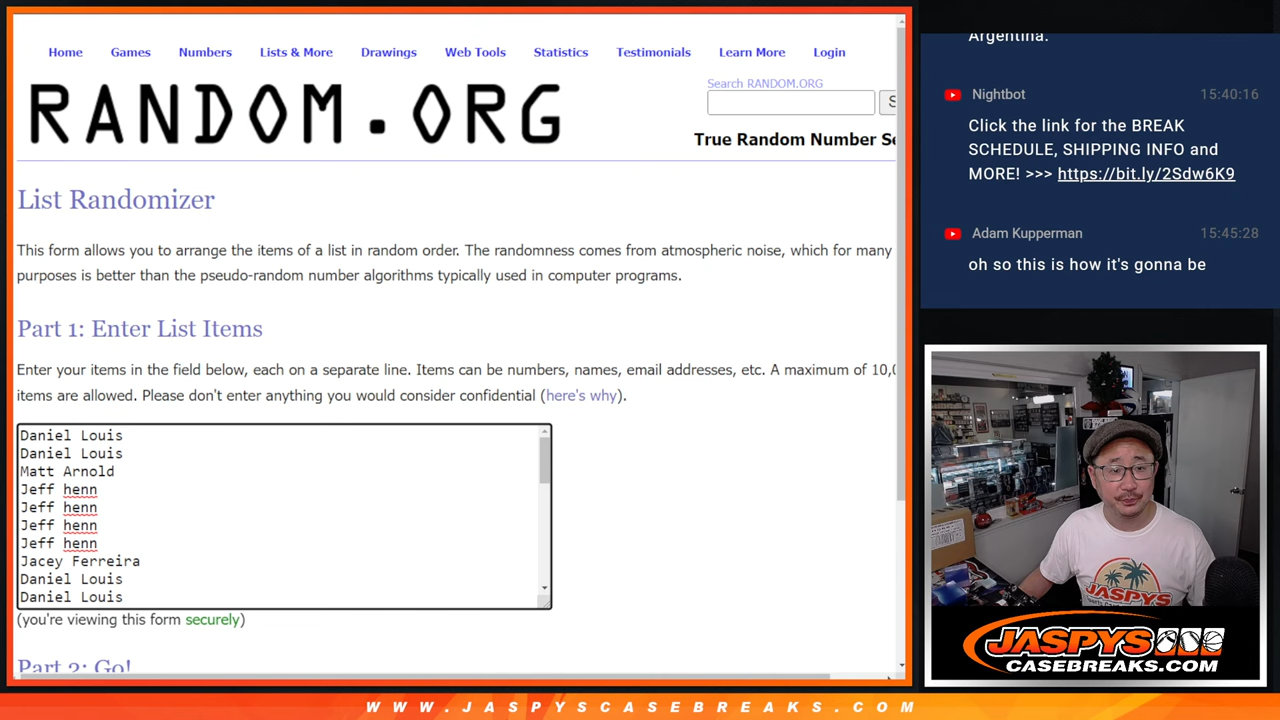 Home Games Numbers Lists & More Drawings Web Tools Statistics Testimonials Learn More Login
RANDOM.ORG
Search RANDOM.ORG
True Random Number
List Randomizer
This form allows you to arrange the items of a list in random order. The randomness comes from atmospheric noise, which for many
purposes is better than the pseudo-random number algorithms typically used in computer programs.
Part 1: Enter List Items
Enter your items in the field below, each on a separate line. Items can be numbers, names, email addresses, etc. A maximum of
items are allowed. Please don't enter anything you would consider confidential (here's why).
Daniel Louis
Daniel Louis
Matt Arnold
Jeff henn
Jeff henn
Jeff henn
Jeff henn
Jacey Ferreira
Daniel Louis
Daniel Louis
(you're viewing this form securely)
Part 2: Go!
Argentina.
Nightbot 15:40:16
Click the link for the BREAK
SCHEDULE, SHIPPING INFO and
MORE! >>> https://bit.ly/2Sdw6K9
Adam Kupperman 15:45:28
oh so this is how it's gonna be
JASPYS
JASPYS
CASEBREAKS.COM
WWW.JASPYSCASEBREAKS.COM